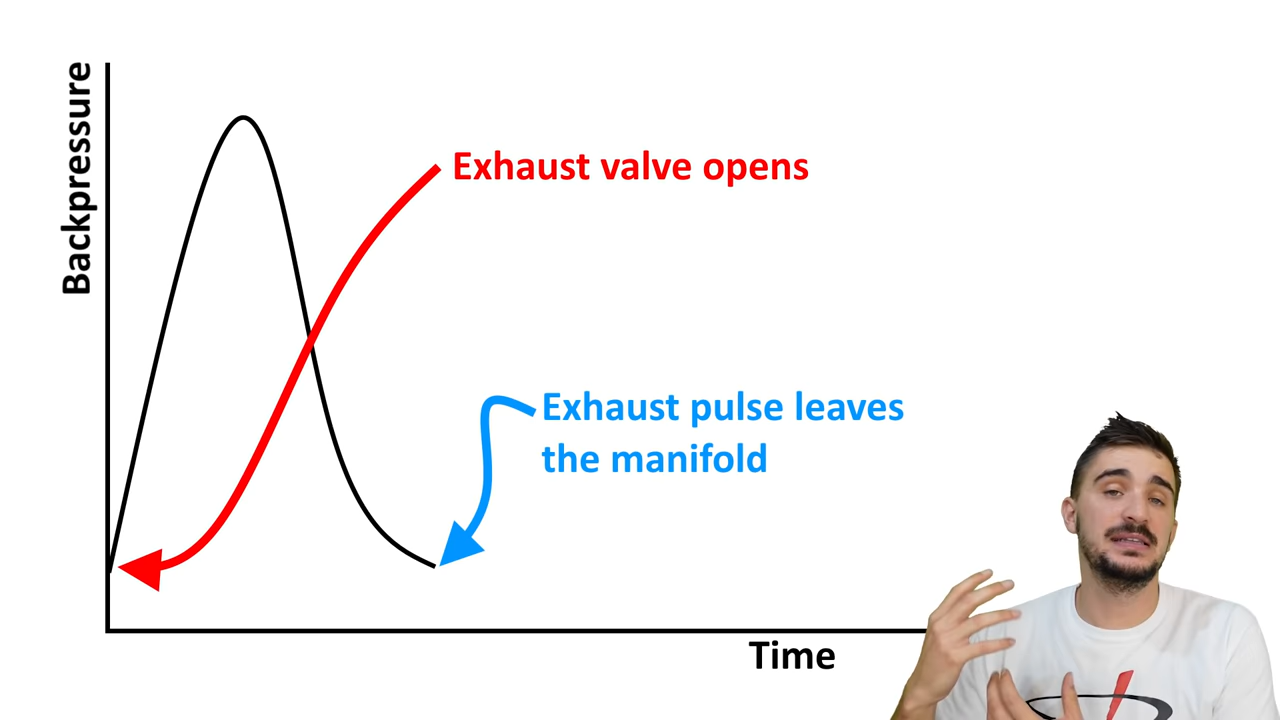 Backpressure
Exhaust valve opens
Exhaust pulse leaves
the manifold
Time